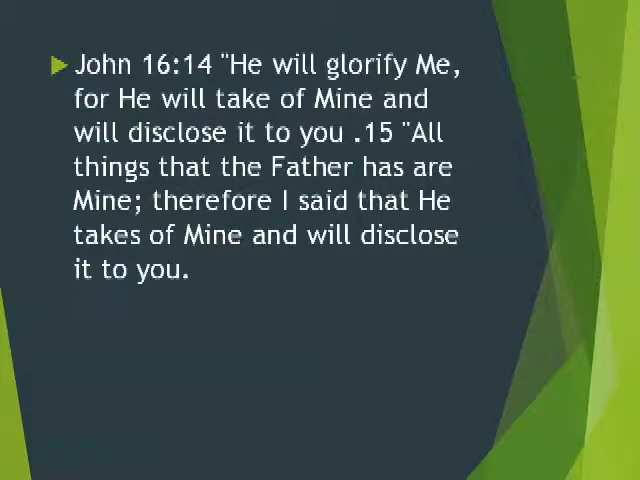 John 16:14 "He will glorify Me,
for He will take of Mine and
will disclose it to you .15 "All
things that the Father has are
Mine; therefore I said that He
takes of Mine and will disclose
it to you.